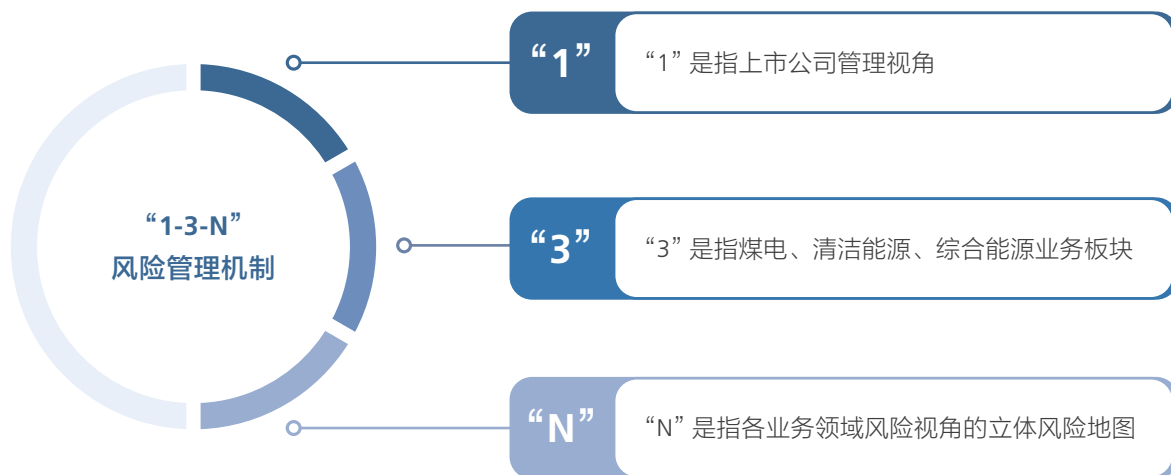 “1-3-N”
风险管理机制
“1”
“1” 是指上市公司管理视角
“3”
“3” 是指煤电、清洁能源、综合能源业务板块
“N”
“N” 是指各业务领域风险视角的立体风险地图